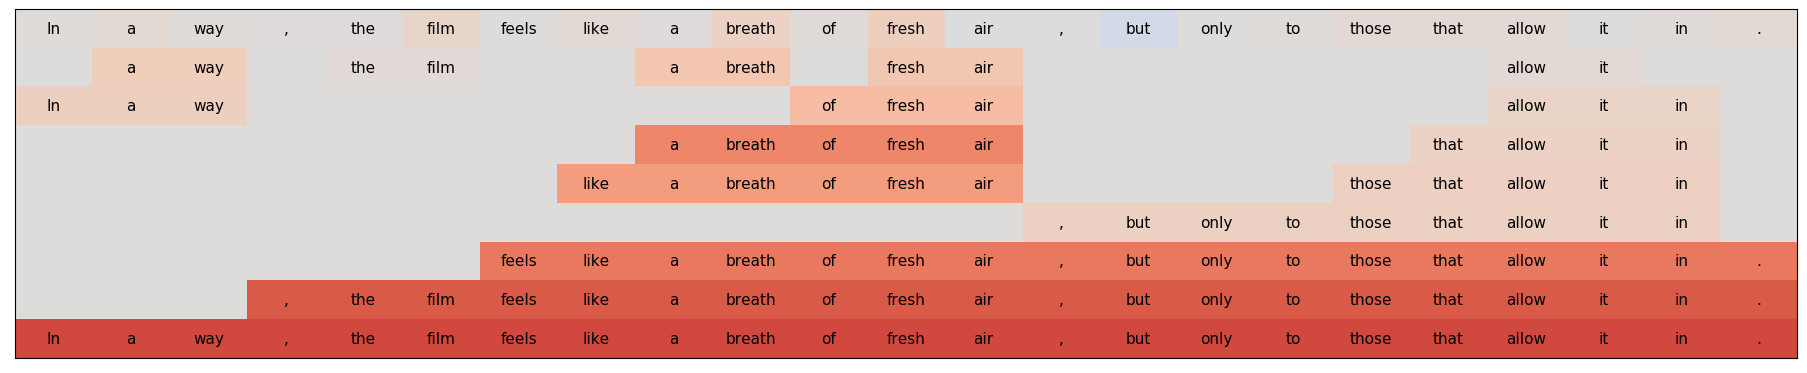 In a way , the film feels like a breath of fresh air , but only to those that allow it in .
a way the film a breath fresh air allow it
In a way of fresh air allow it in
a breath of fresh air that allow it in
like a breath of fresh air those that allow it in
, but only to those that allow it in
feels like a breath of fresh air , but only to those that allow it in .
, the film feels like a breath of fresh air , but only to those that allow it in .
In a way , the film feels like a breath of fresh air , but only to those that allow it in .